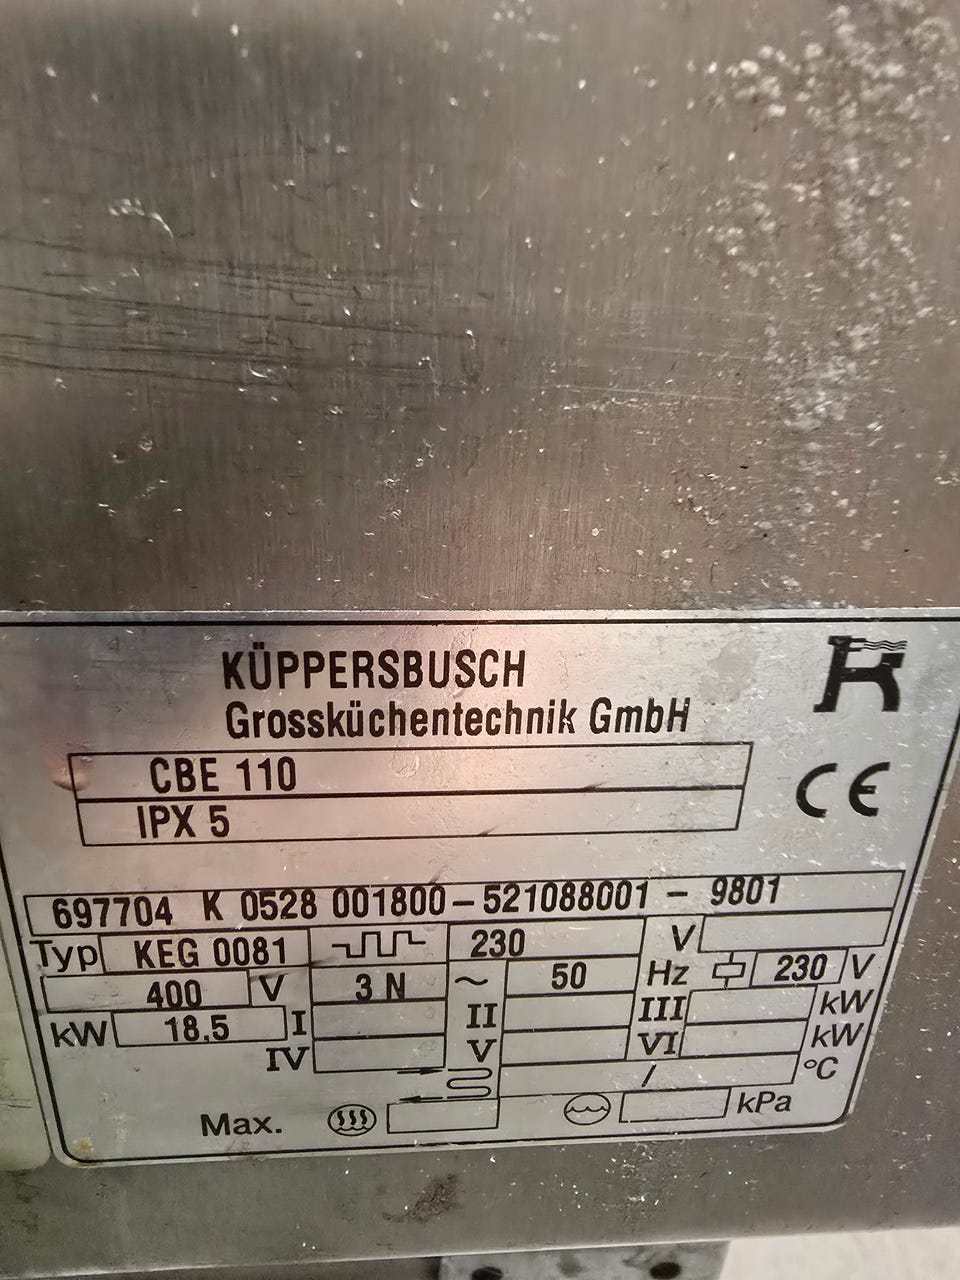 KÜPPERSBUSCH
Grossküchentechnik GmbH
CBE 110
IPX 5
CE
697704 K 0528 001800-521088001 - 9801
Typ KEG 0081 230 V
400 V 3 N ~ 50 Hz 230 V
kW 18,5 I II III kW
IV V VI kW
/ °C
Max. kPa